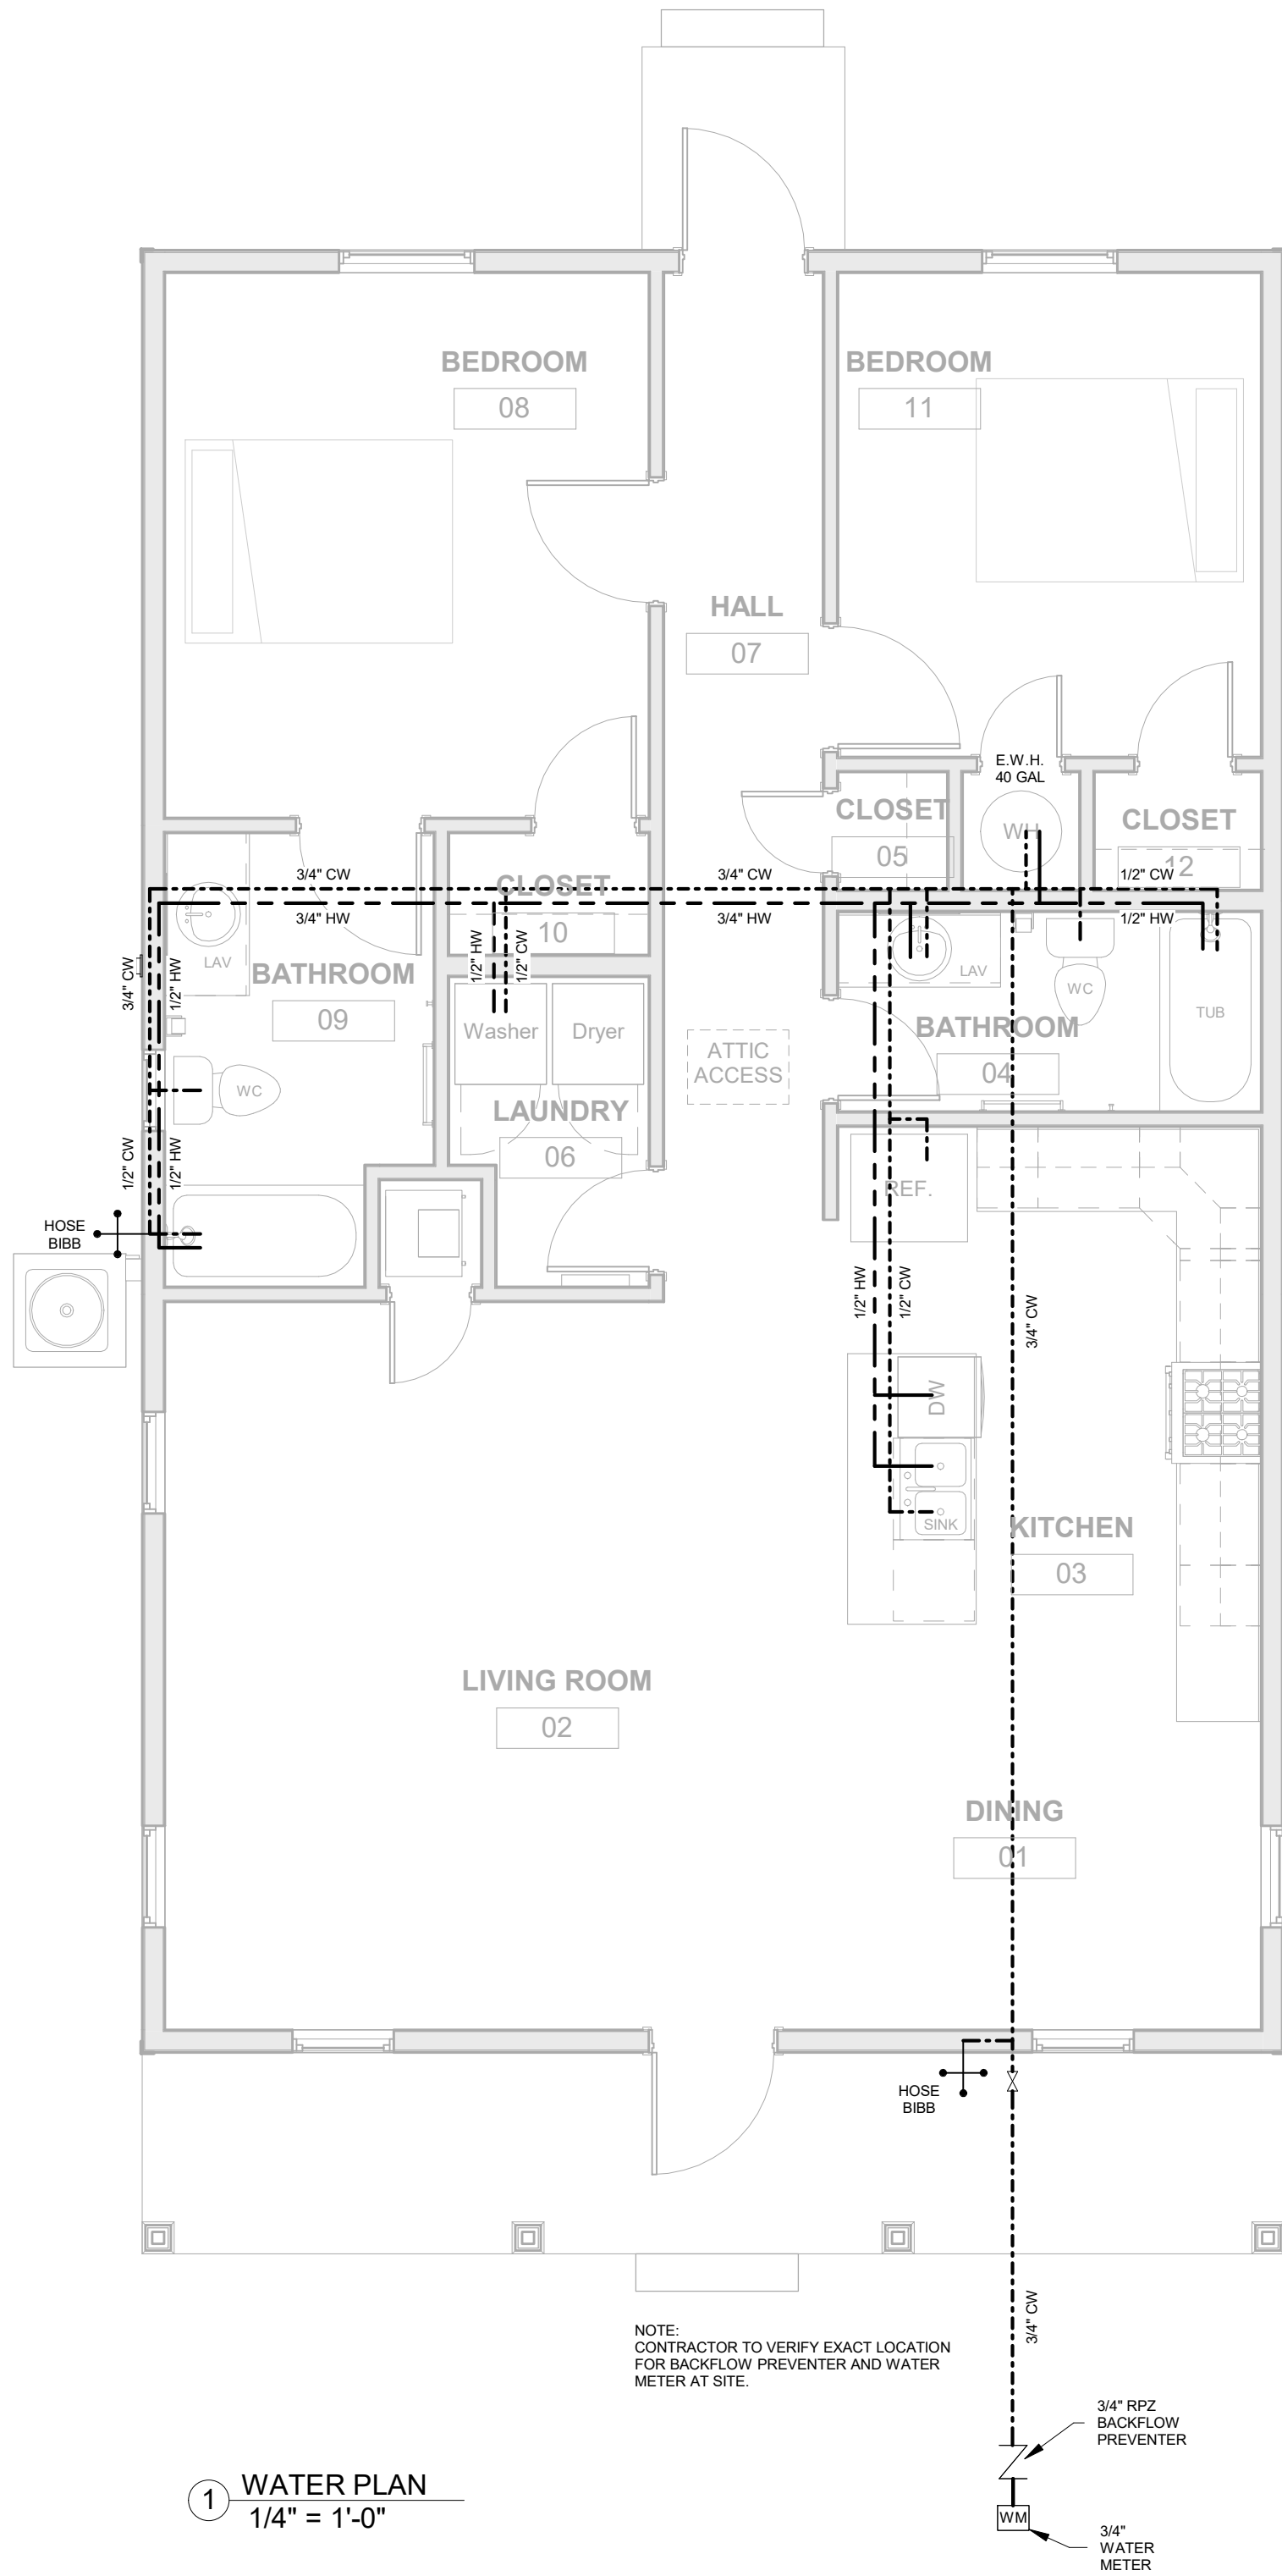 BEDROOM
08
BEDROOM
11
HALL
07
E.W.H.
40 GAL
WH
CLOSET
05
CLOSET
12
3/4" CW
3/4" CW
1/2" CW
3/4" HW
3/4" HW
1/2" HW
CLOSET
10
1/2" HW
1/2" CW
LAV
BATHROOM
09
3/4" CW
1/2" HW
WC
1/2" CW
1/2" HW
HOSE
BIBB
Washer
Dryer
LAUNDRY
06
ATTIC
ACCESS
LAV
WC
TUB
BATHROOM
04
REF.
1/2" HW
1/2" CW
3/4" CW
DW
SINK
KITCHEN
03
LIVING ROOM
02
DINING
01
HOSE
BIBB
3/4" CW
NOTE:
CONTRACTOR TO VERIFY EXACT LOCATION
FOR BACKFLOW PREVENTER AND WATER
METER AT SITE.
3/4" RPZ
BACKFLOW
PREVENTER
WM
3/4"
WATER
METER
1
WATER PLAN
1/4" = 1'-0"